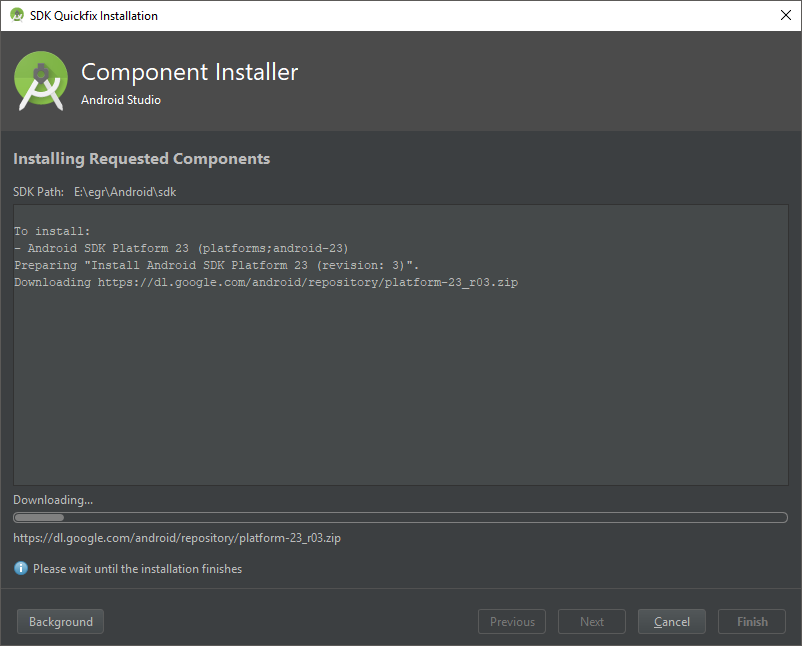 SDK Quickfix Installation
Component Installer
Android Studio
Installing Requested Components
SDK Path: E:\egr\Android\sdk
To install:
- Android SDK Platform 23 (platforms;android-23)
Preparing "Install Android SDK Platform 23 (revision: 3)".
Downloading https://dl.google.com/android/repository/platform-23_r03.zip
Downloading...
https://dl.google.com/android/repository/platform-23_r03.zip
Please wait until the installation finishes
Background Previous Next Cancel Finish